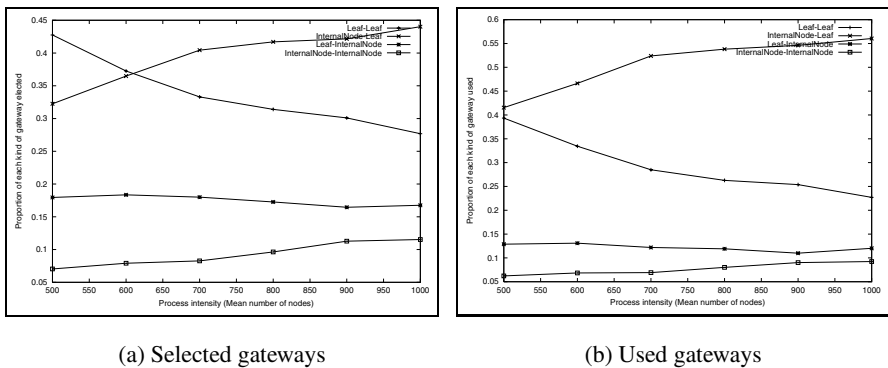 Proportion of each kind of gateway elected
0.45
0.4
0.35
0.3
0.25
0.2
0.15
0.1
0.05
500 550 600 650 700 750 800 850 900 950 1000
Process intensity (Mean number of nodes)
Leaf-Leaf
InternalNode-Leaf
Leaf-InternalNode
InternalNode-InternalNode
(a) Selected gateways
Proportion of each kind of gateway used
0.6
0.55
0.5
0.45
0.4
0.35
0.3
0.25
0.2
0.15
0.1
0.05
500 550 600 650 700 750 800 850 900 950 1000
Process intensity (Mean number of nodes)
Leaf-Leaf
InternalNode-Leaf
Leaf-InternalNode
InternalNode-InternalNode
(b) Used gateways